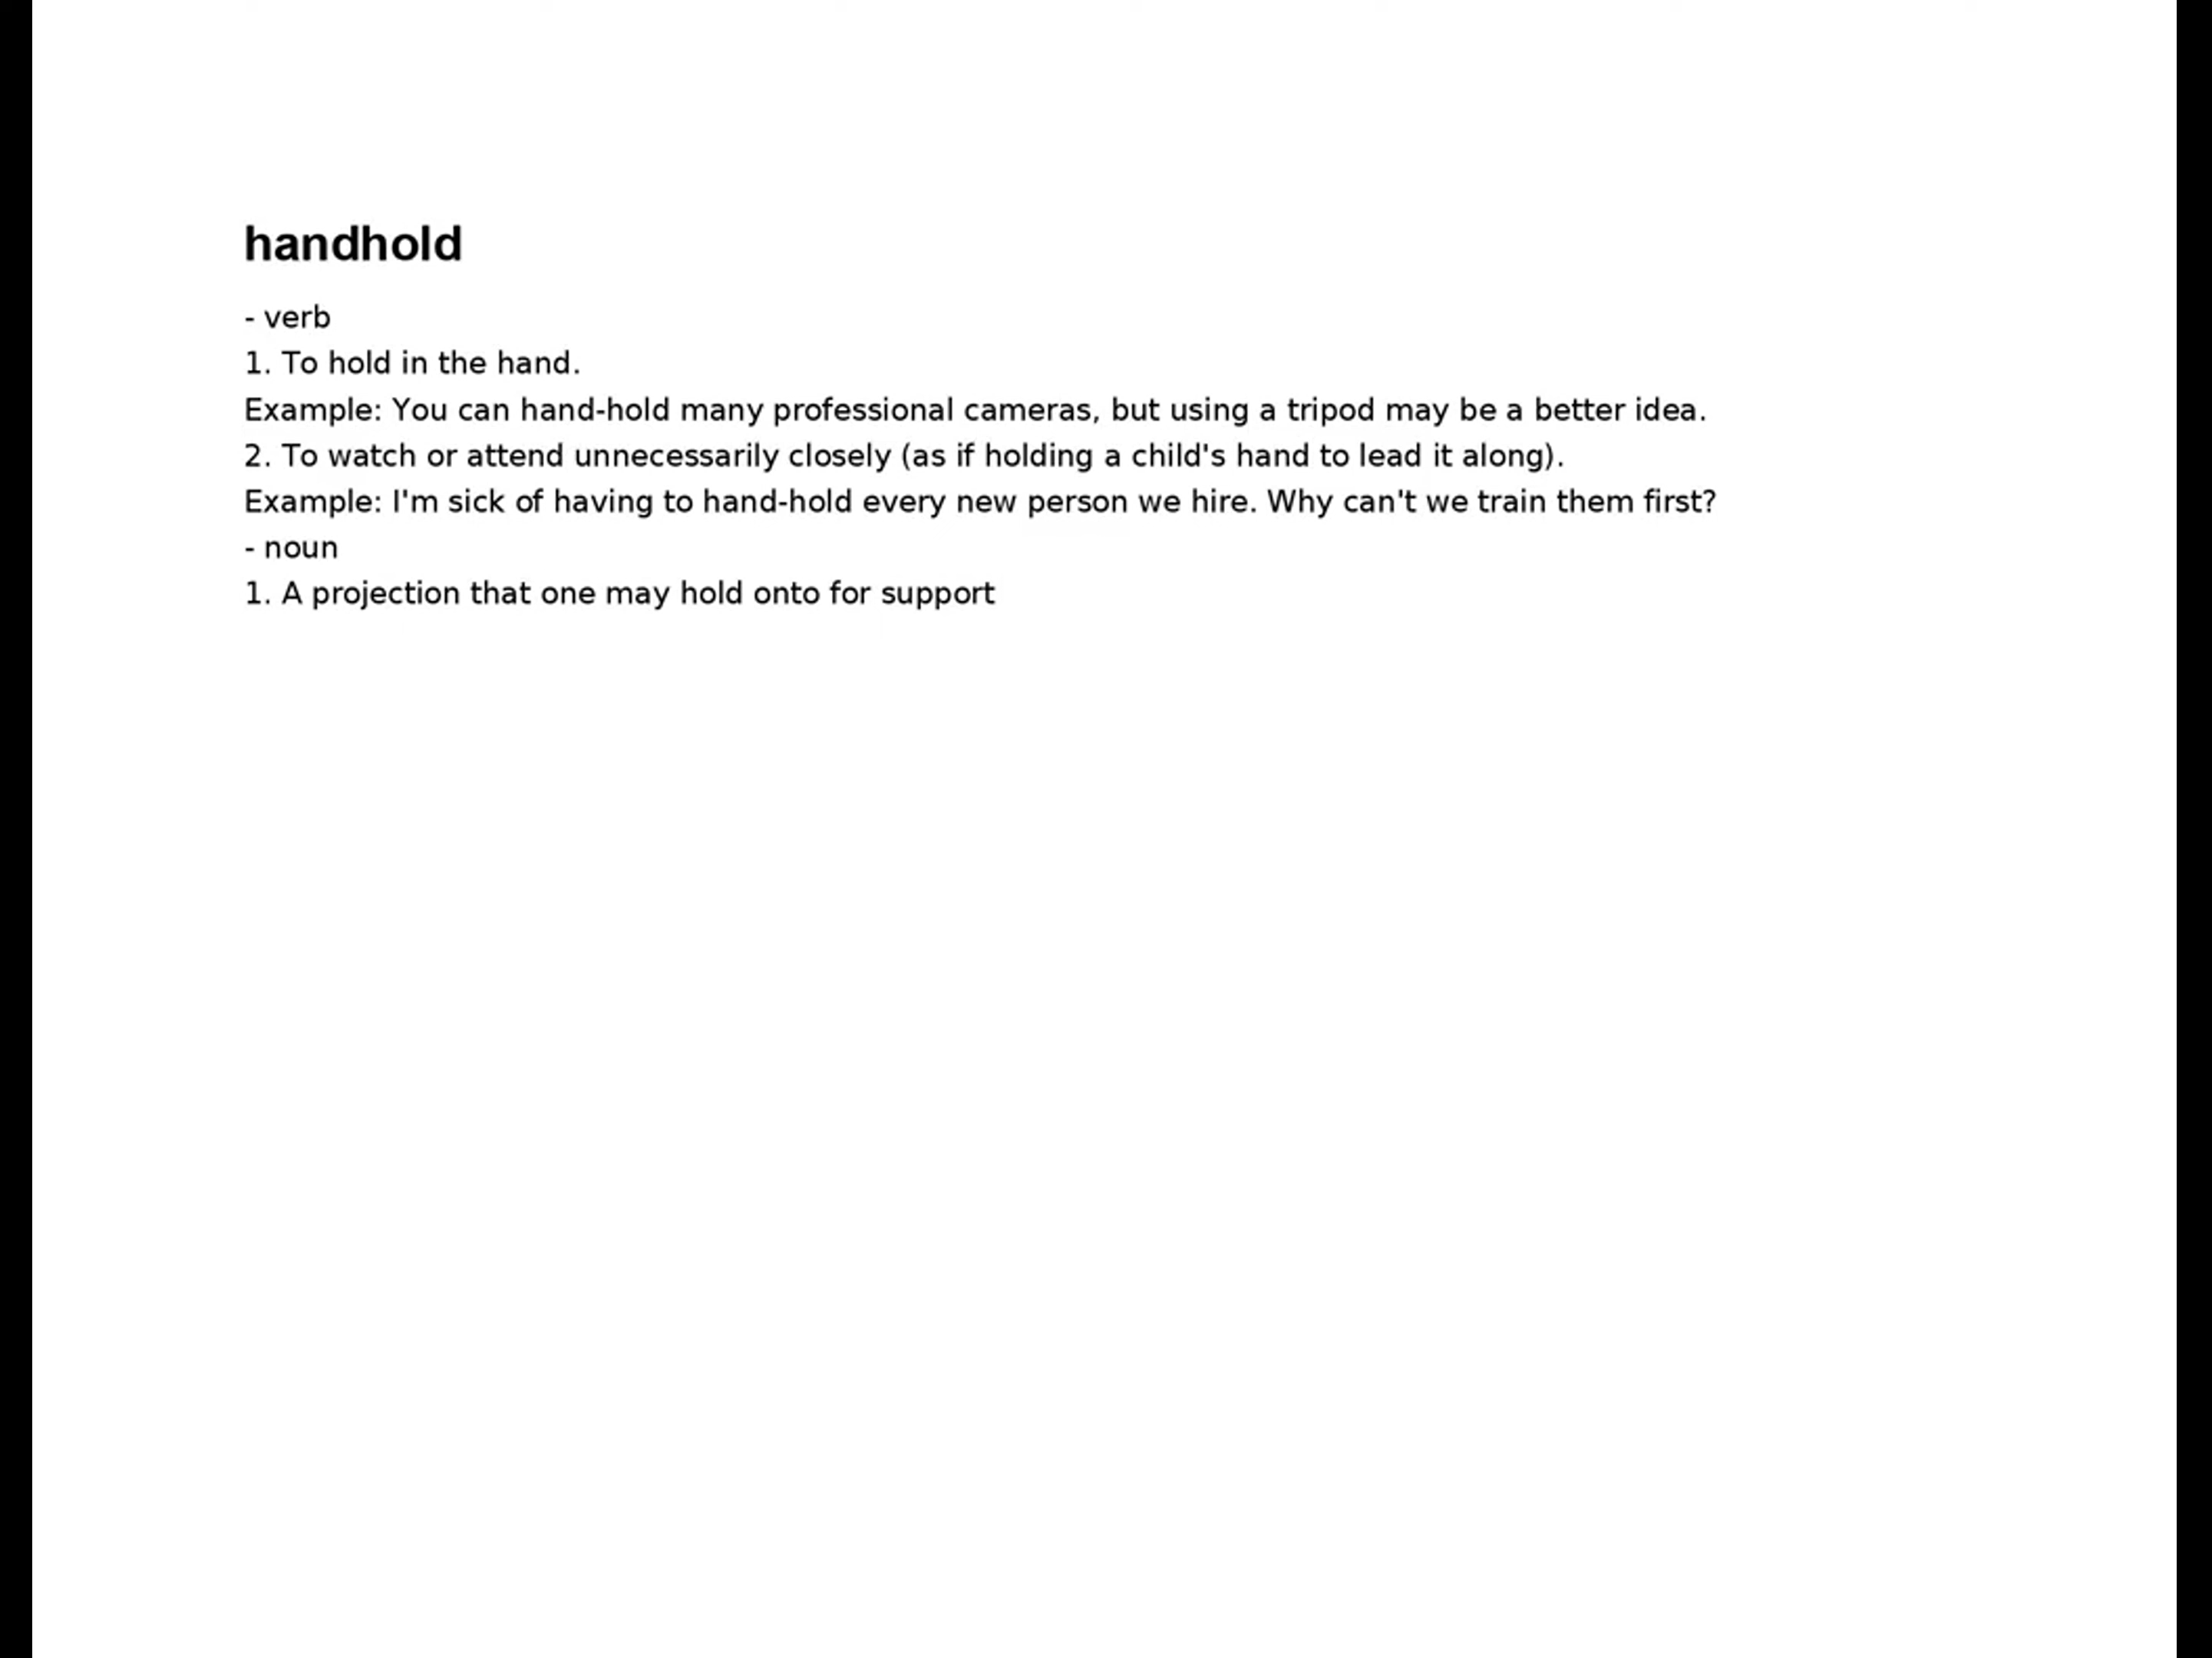 handhold
- verb
1. To hold in the hand.
Example: You can hand-hold many professional cameras, but using a tripod may be a better idea.
2. To watch or attend unnecessarily closely (as if holding a child's hand to lead it along).
Example: I'm sick of having to hand-hold every new person we hire. Why can't we train them first?
- noun
1. A projection that one may hold onto for support